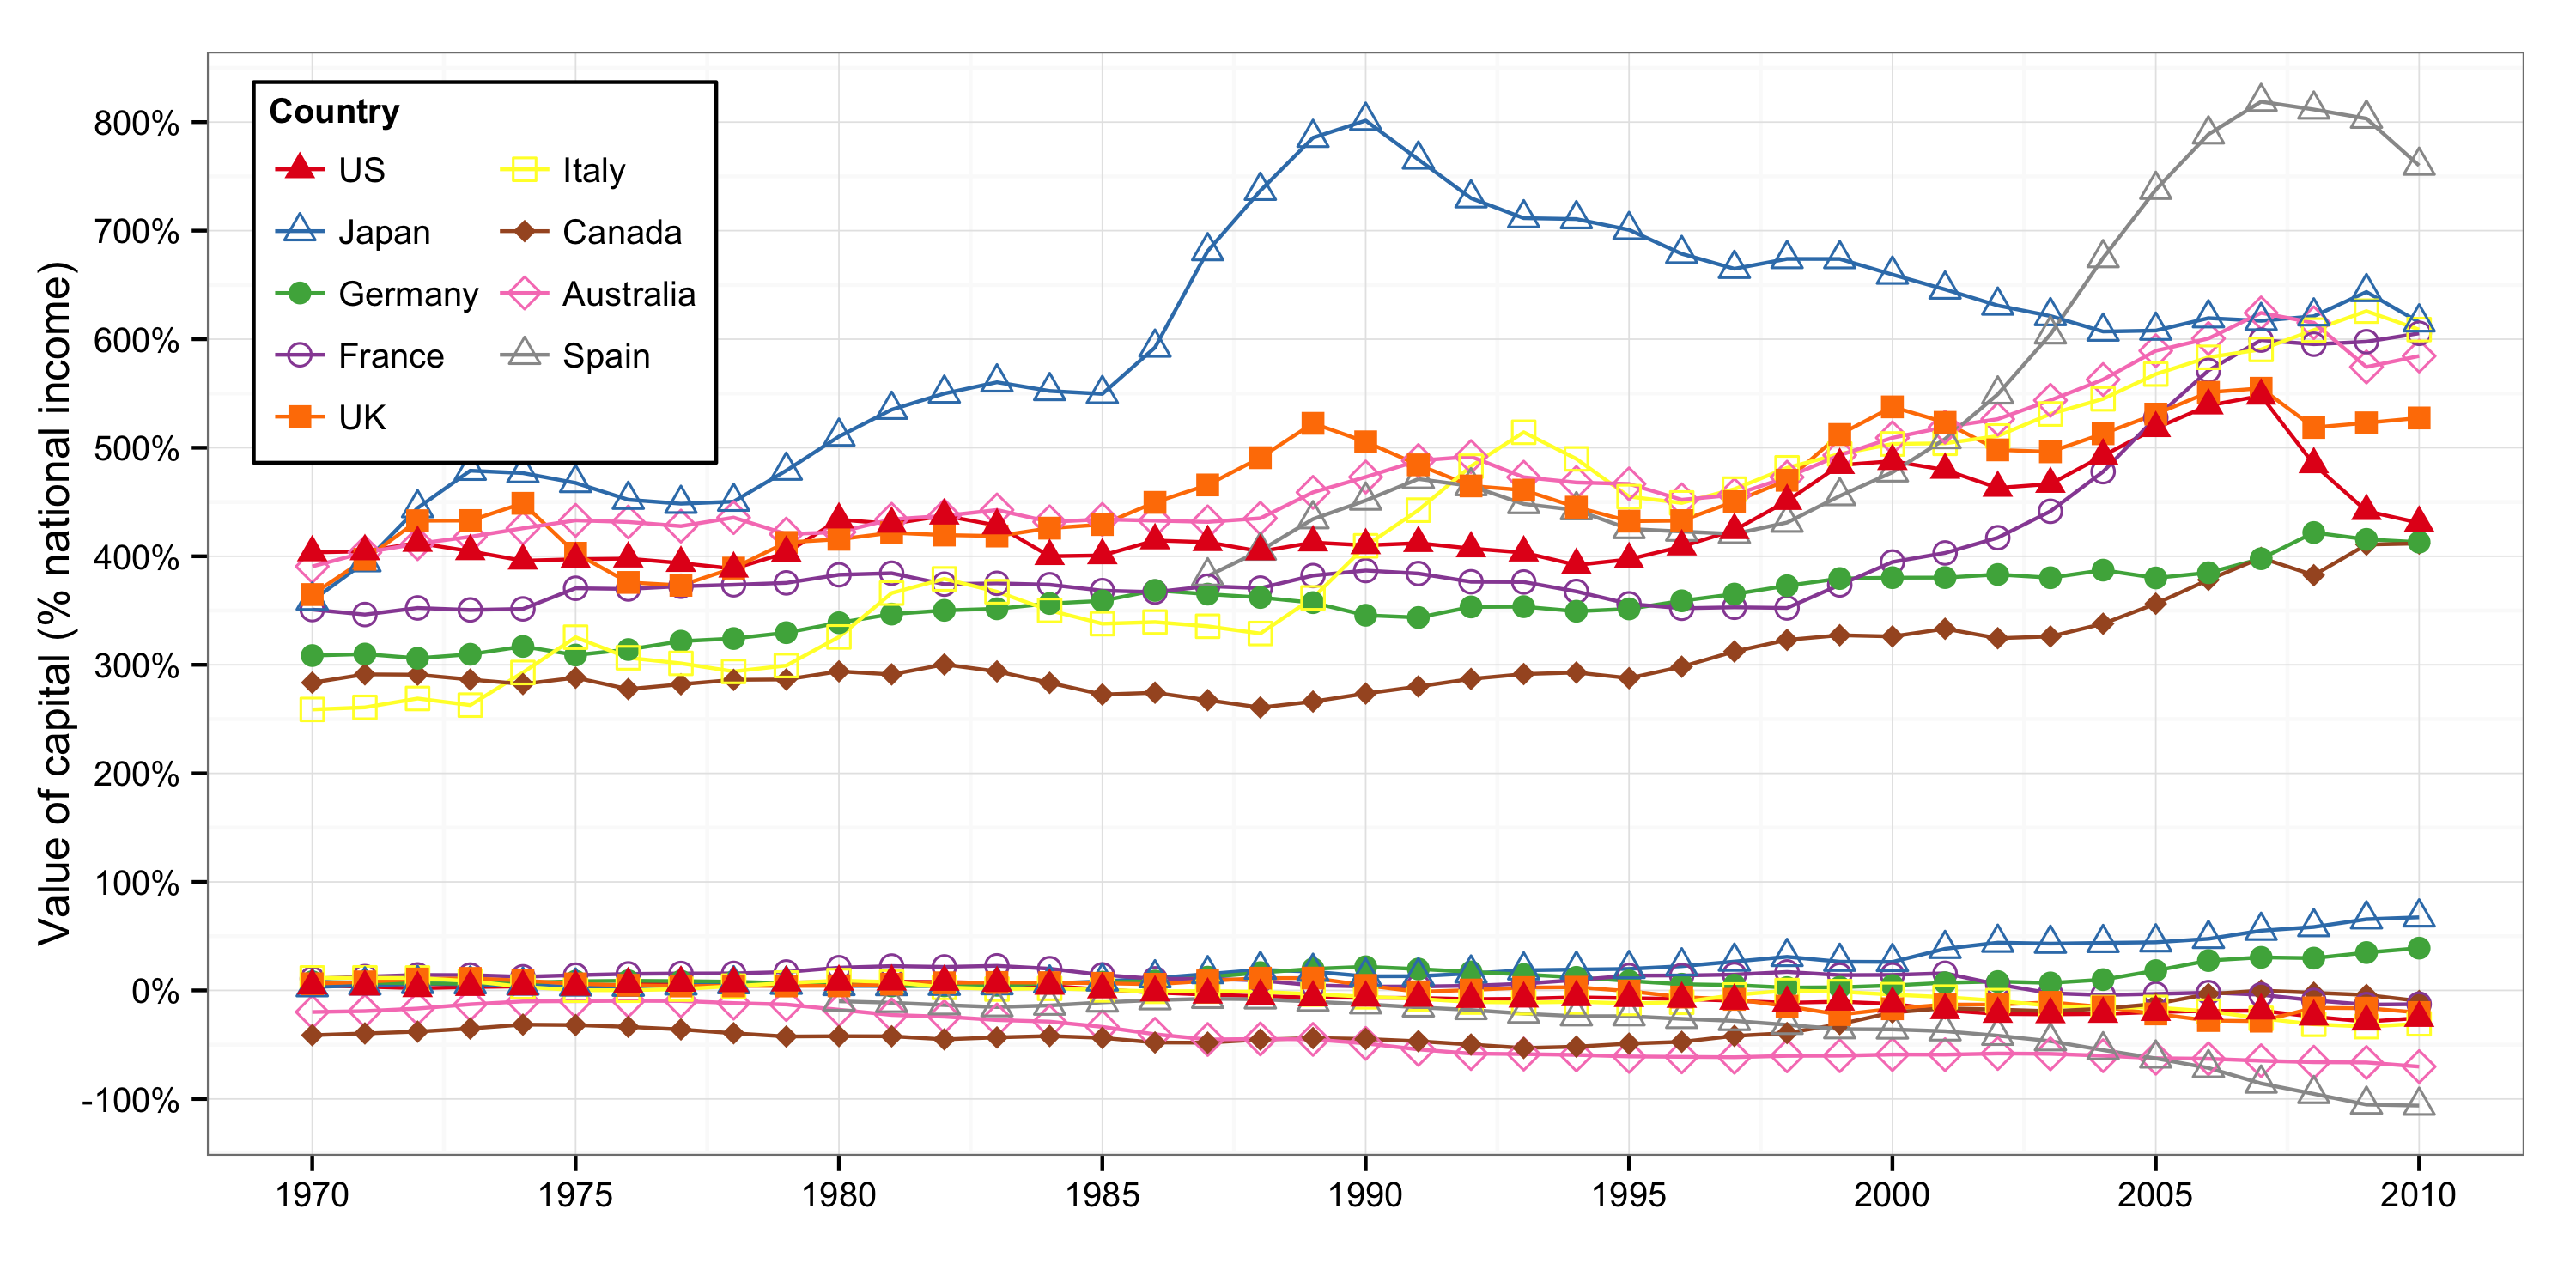 Country
US
Japan
Germany
France
UK
Italy
Canada
Australia
Spain
Value of capital (% national income)
800%
700%
600%
500%
400%
300%
200%
100%
0%
-100%
1970 1975 1980 1985 1990 1995 2000 2005 2010